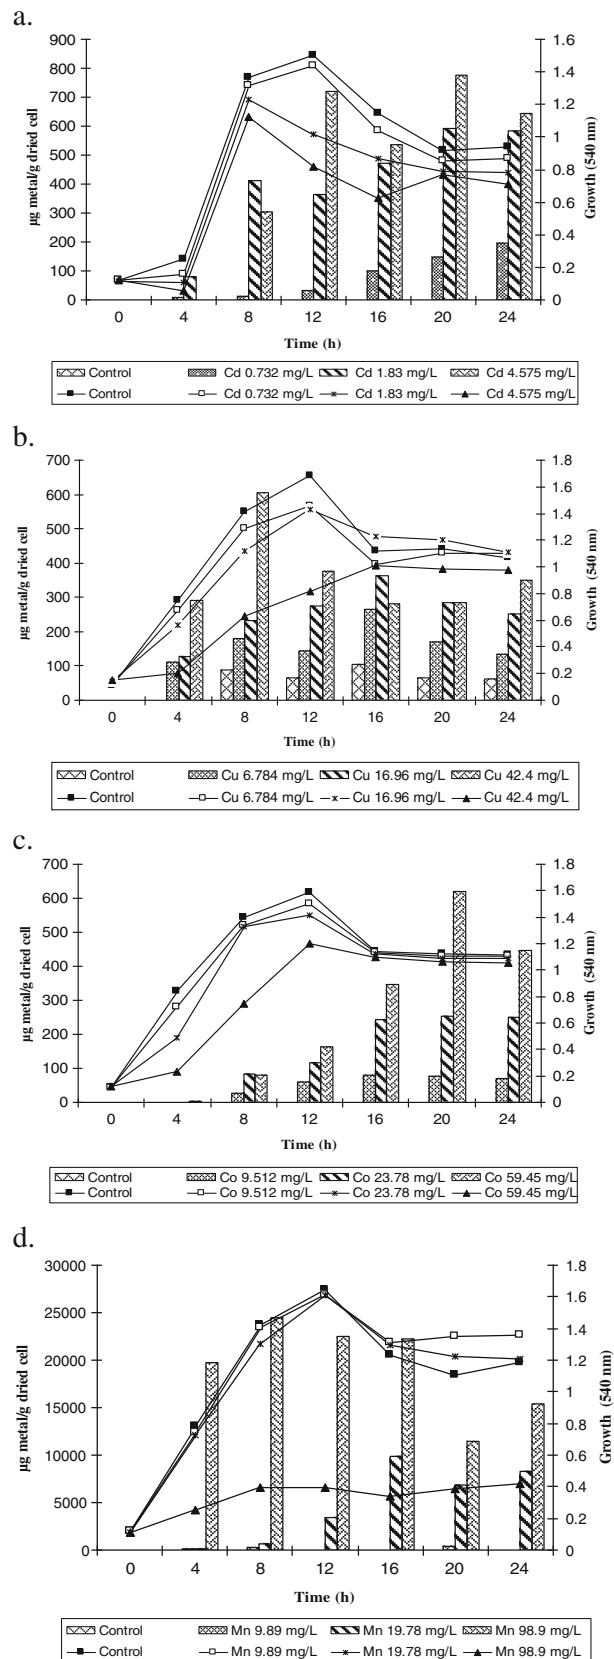 a.
900 1.6
800 1.4
700 1.2
600 1
500 0.8
400 0.6
300 0.4
200 0.2
100
0 0
µg metal/g dried cell
Growth (540 nm)
0 4 8 12 16 20 24
Time (h)
Control Cd 0.732 mg/L Cd 1.83 mg/L Cd 4.575 mg/L
Control Cd 0.732 mg/L Cd 1.83 mg/L Cd 4.575 mg/L
b.
700 1.8
600 1.6
500 1.4
400 1.2
300 1
200 0.8
100 0.6
0 0.4
0.2
0
µg metal/g dried cell
Growth (540 nm)
0 4 8 12 16 20 24
Time (h)
Control Cu 6.784 mg/L Cu 16.96 mg/L Cu 42.4 mg/L
Control Cu 6.784 mg/L Cu 16.96 mg/L Cu 42.4 mg/L
c.
700 1.8
600 1.6
500 1.4
400 1.2
300 1
200 0.8
100 0.6
0 0.4
0.2
0
µg metal/g dried cell
Growth (540 nm)
0 4 8 12 16 20 24
Time (h)
Control Co 9.512 mg/L Co 23.78 mg/L Co 59.45 mg/L
Control Co 9.512 mg/L Co 23.78 mg/L Co 59.45 mg/L
d.
30000 1.8
25000 1.6
20000 1.4
15000 1.2
10000 1
5000 0.8
0 0.6
0.4
0.2
0
µg metal/g dried cell
Growth (540 nm)
0 4 8 12 16 20 24
Time (h)
Control Mn 9.89 mg/L Mn 19.78 mg/L Mn 98.9 mg/L
Control Mn 9.89 mg/L Mn 19.78 mg/L Mn 98.9 mg/L